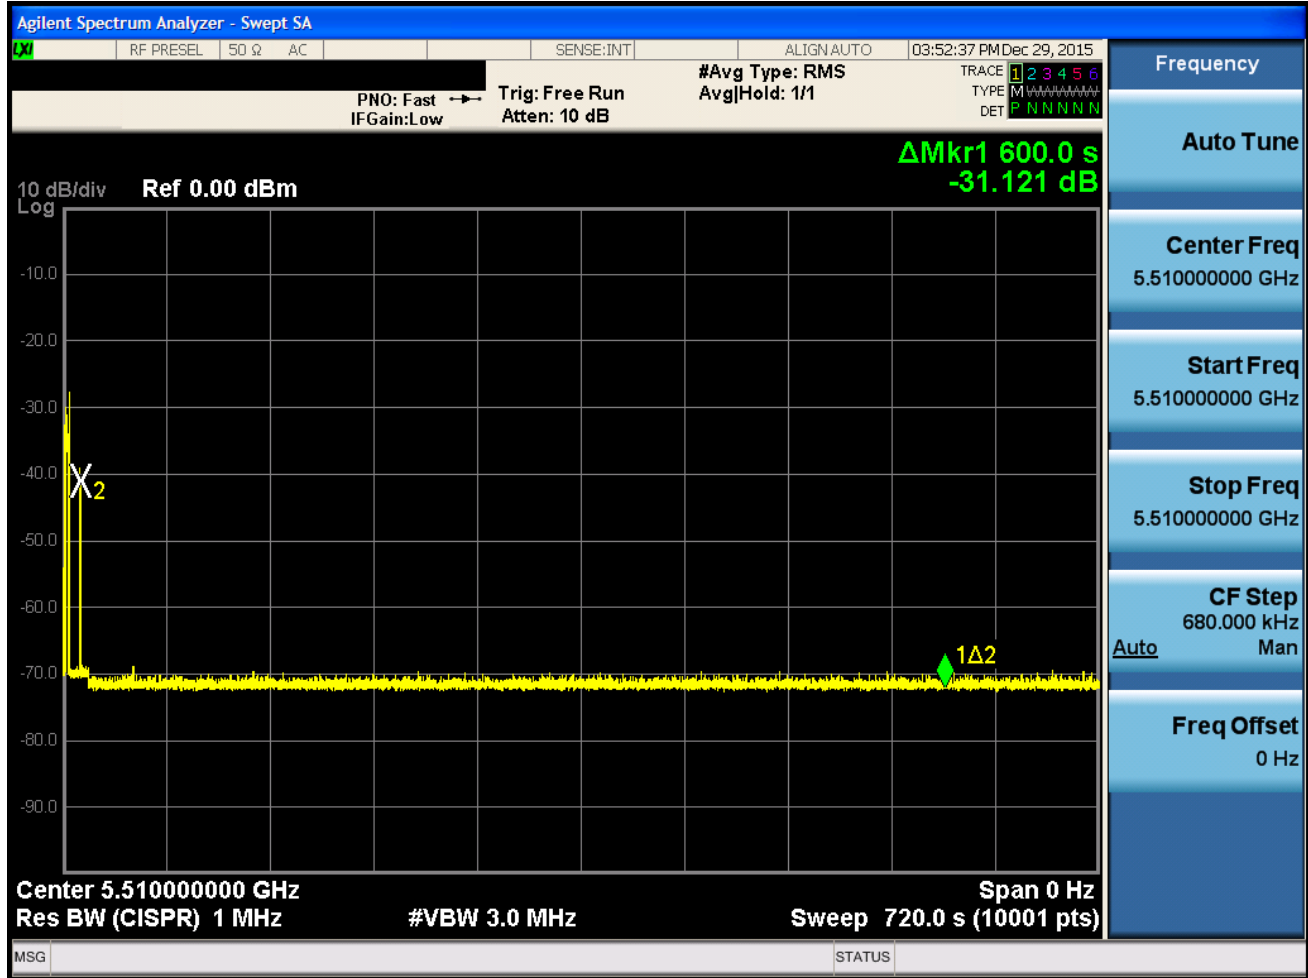 Agilent Spectrum Analyzer - Swept SA
LXI RF PRESEL 50 Ω AC SENSE:INT ALIGN AUTO 03:52:37 PM Dec 29, 2015
Frequency
#Avg Type: RMS
TRACE 1 2 3 4 5 6
PNO: Fast Trig: Free Run Avg|Hold: 1/1
TYPE M WWWWW
IFGain:Low Atten: 10 dB
DET P N N N N N
Auto Tune
ΔMkr1 600.0 s
-31.121 dB
10 dB/div Ref 0.00 dBm
Log
Center Freq
5.510000000 GHz
-10.0
-20.0
Start Freq
5.510000000 GHz
-30.0
-40.0
2
Stop Freq
5.510000000 GHz
-50.0
-60.0
CF Step
680.000 kHz
Auto Man
1Δ2
-70.0
Freq Offset
0 Hz
-80.0
-90.0
Center 5.510000000 GHz Span 0 Hz
Res BW (CISPR) 1 MHz #VBW 3.0 MHz Sweep 720.0 s (10001 pts)
MSG STATUS